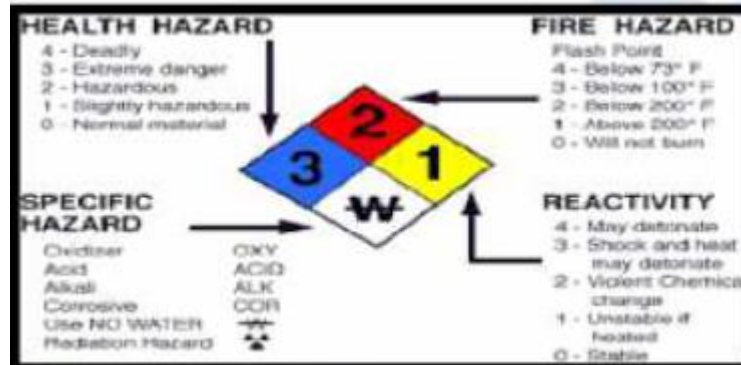 HEALTH HAZARD
4 - Deadly
3 - Extreme danger
2 - Hazardous
1 - Slightly hazardous
0 - Normal material
FIRE HAZARD
Flash Point
4 - Below 73° F
3 - Below 100° F
2 - Below 200° F
1 - Above 200° F
0 - Will not burn
2
3
1
W
SPECIFIC
HAZARD
Oxidizer OXY
Acid ACID
Alkali ALK
Corrosive COR
Use NO WATER W
Radiation Hazard
REACTIVITY
4 - May detonate
3 - Shock and heat
may detonate
2 - Violent Chemical
change
1 - Unstable if
heated
0 - Stable